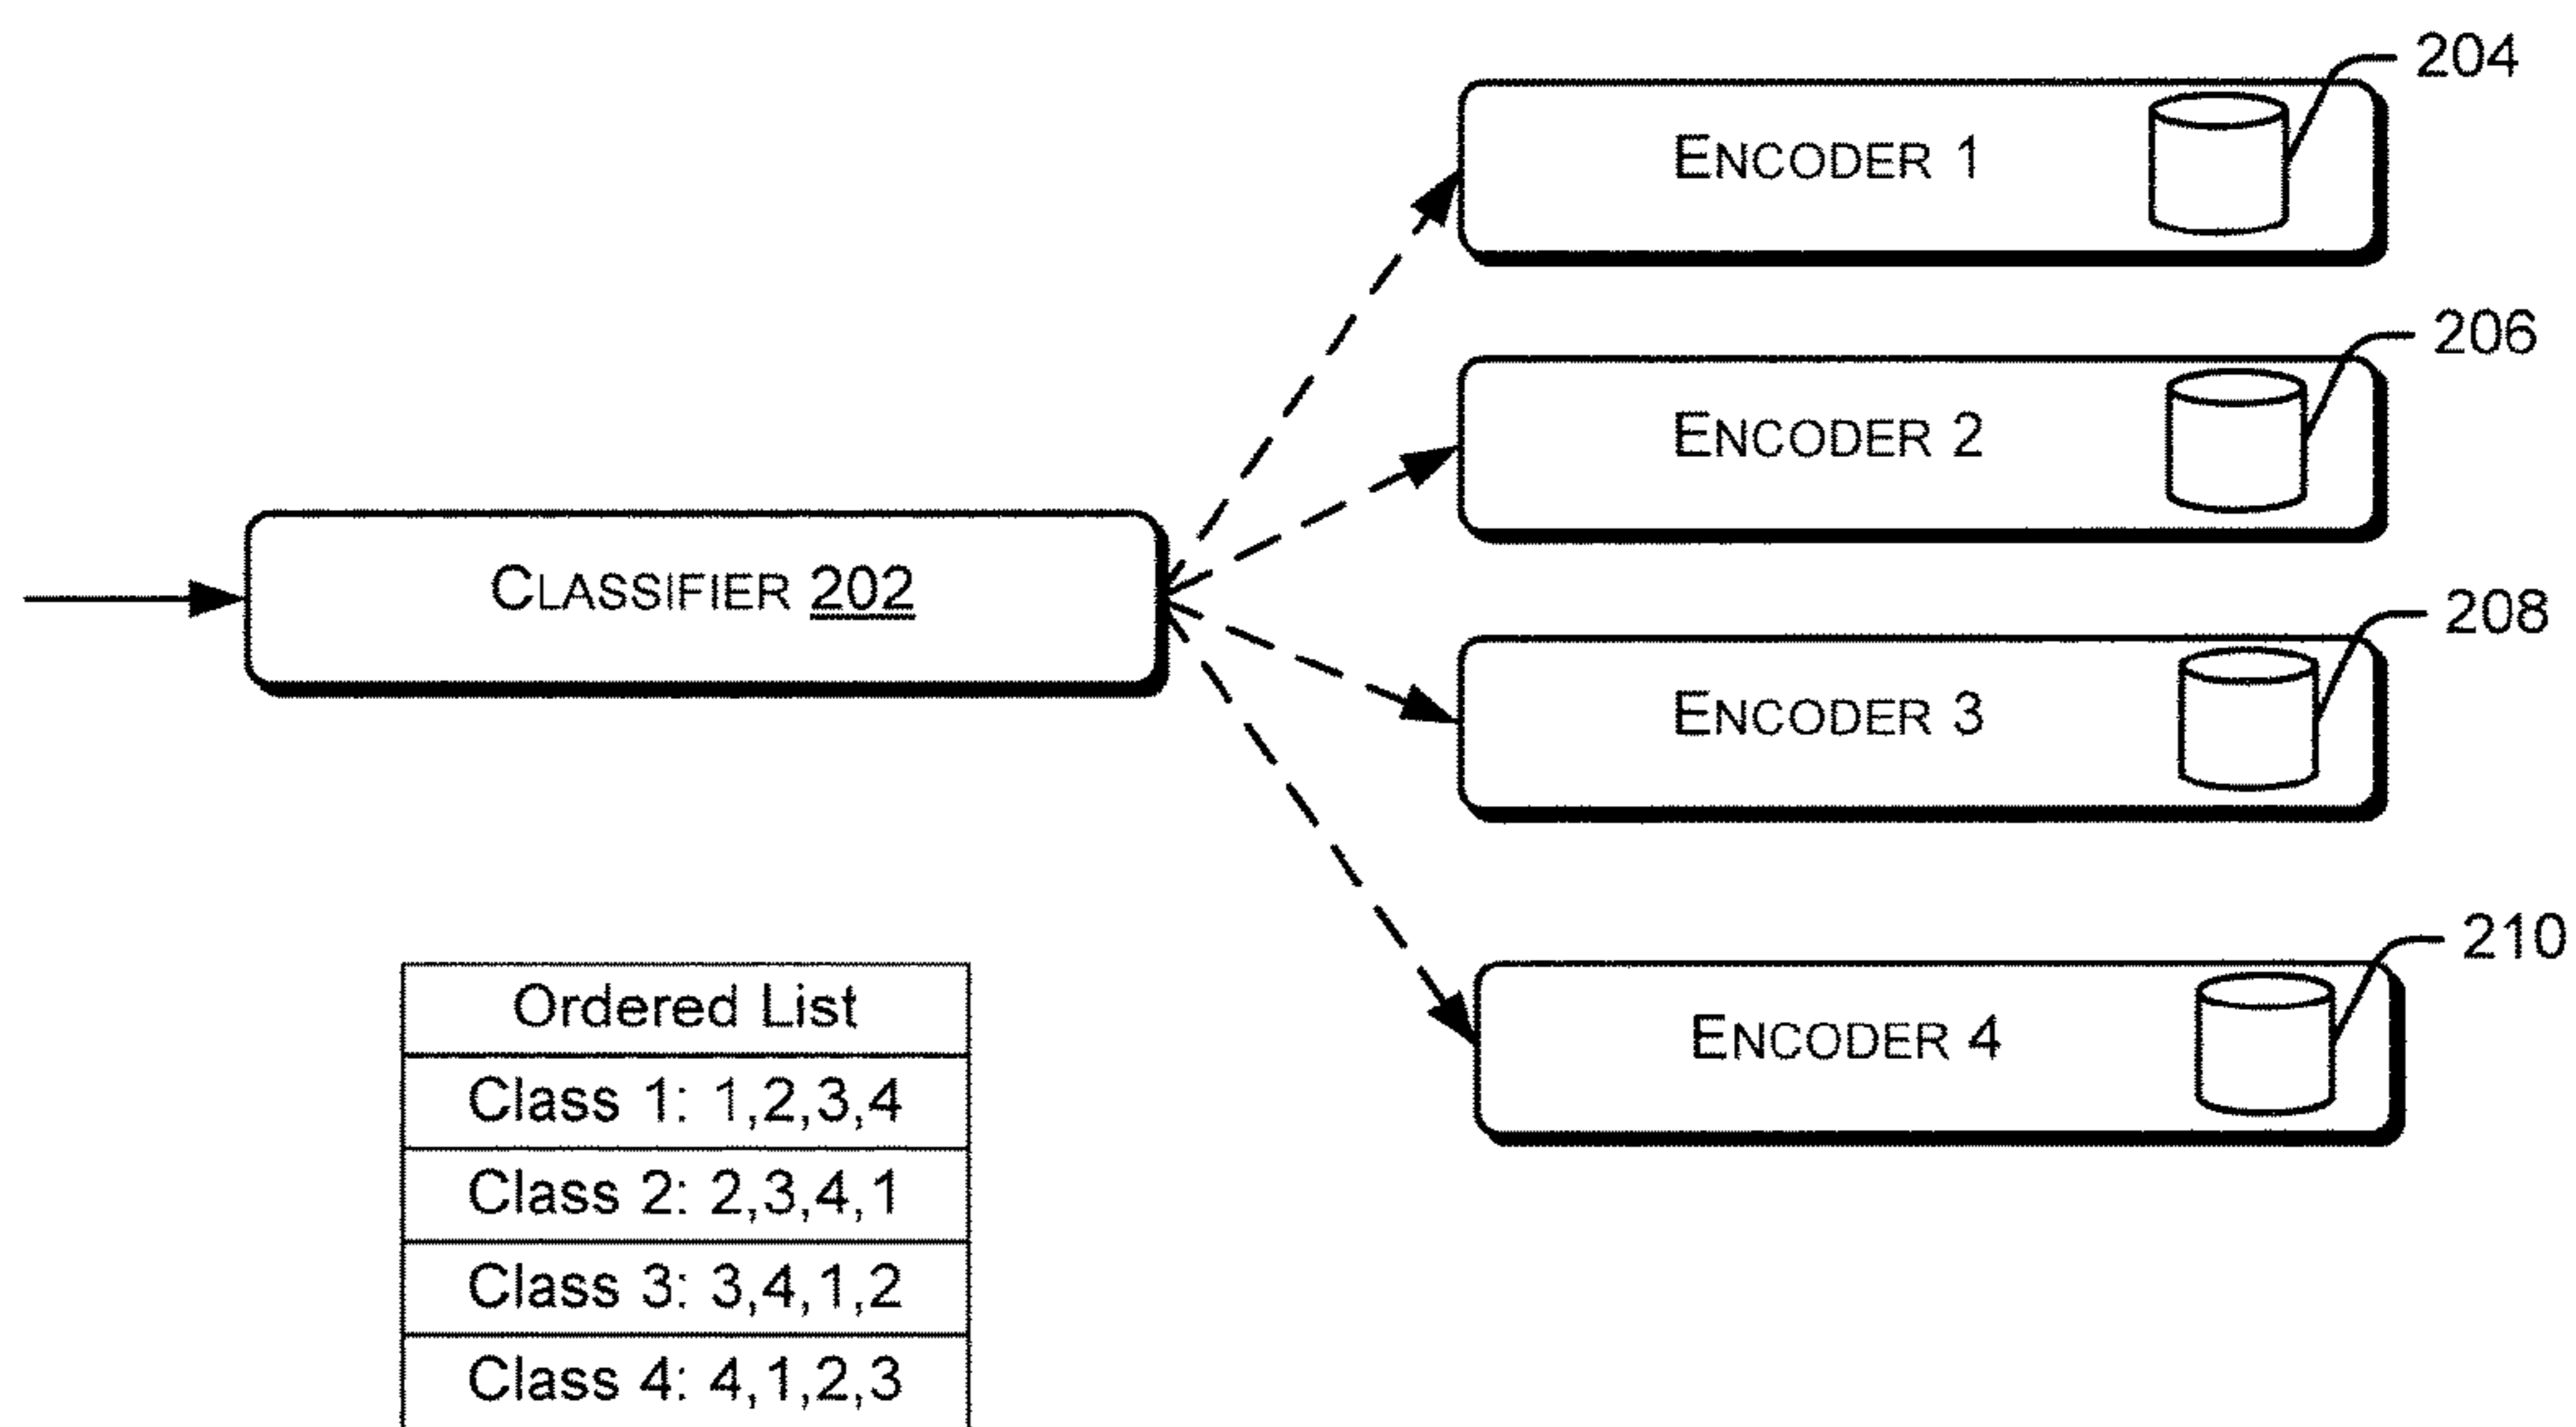 204
ENCODER 1
206
ENCODER 2
CLASSIFIER 202
208
ENCODER 3
210
ENCODER 4
Ordered List
Class 1: 1,2,3,4
Class 2: 2,3,4,1
Class 3: 3,4,1,2
Class 4: 4,1,2,3